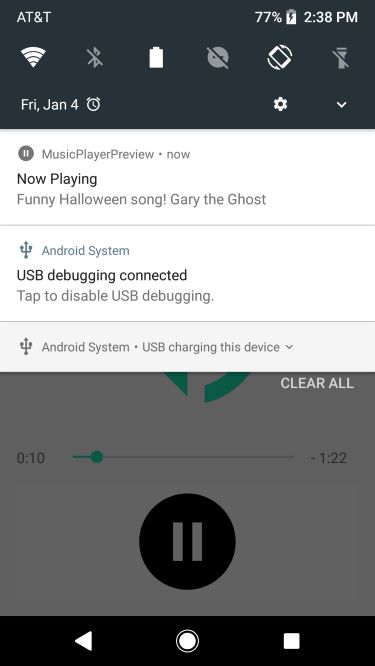 AT&T
77% 2:38 PM
Fri, Jan 4
MusicPlayerPreview • now
Now Playing
Funny Halloween song! Gary the Ghost
Android System
USB debugging connected
Tap to disable USB debugging.
Android System • USB charging this device
CLEAR ALL
0:10
- 1:22